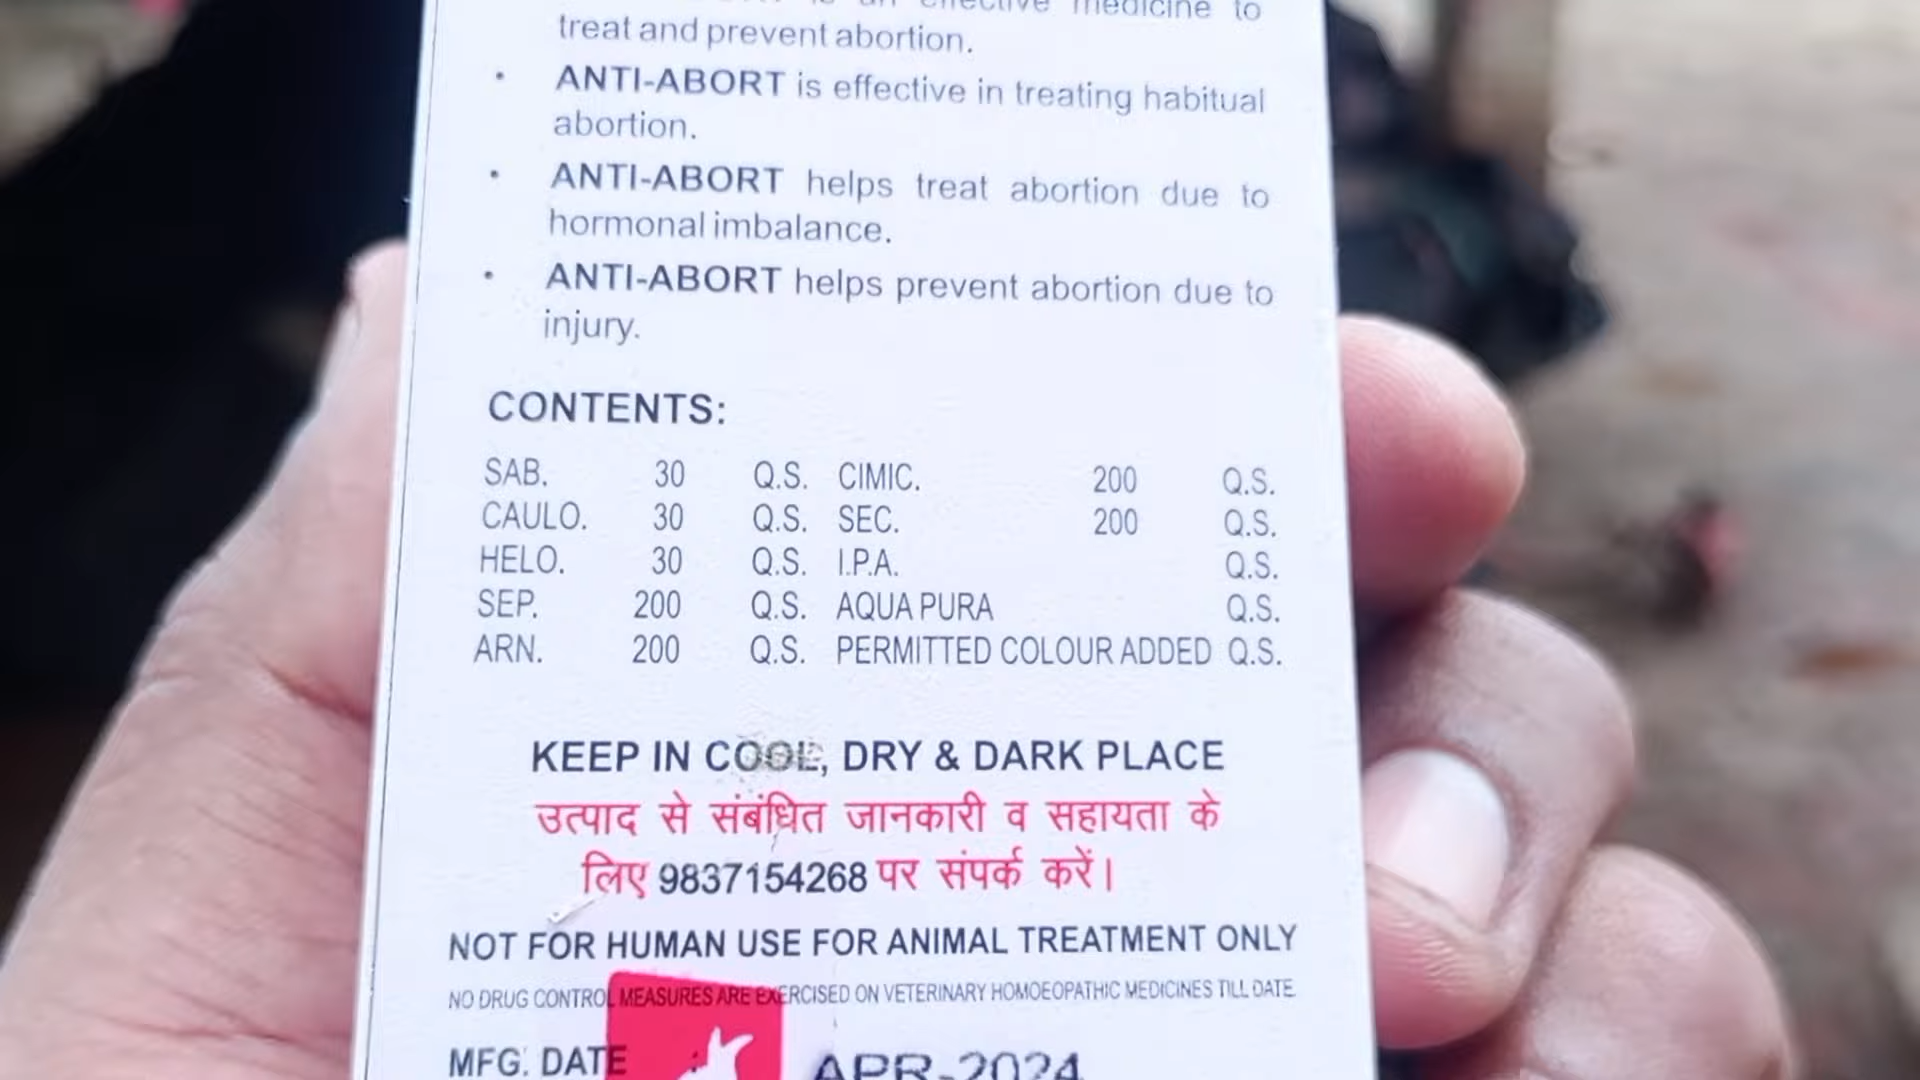 effective medicine to
treat and prevent abortion.
• ANTI-ABORT is effective in treating habitual
abortion.
• ANTI-ABORT helps treat abortion due to
hormonal imbalance.
• ANTI-ABORT helps prevent abortion due to
injury.
CONTENTS:
SAB. 30 Q.S. CIMIC. 200 Q.S.
CAULO. 30 Q.S. SEC. 200 Q.S.
HELO. 30 Q.S. I.P.A. Q.S.
SEP. 200 Q.S. AQUA PURA Q.S.
ARN. 200 Q.S. PERMITTED COLOUR ADDED Q.S.
KEEP IN COOL, DRY & DARK PLACE
उत्पाद से संबंधित जानकारी व सहायता के
लिए 9837154268 पर संपर्क करें।
NOT FOR HUMAN USE FOR ANIMAL TREATMENT ONLY
NO DRUG CONTROL MEASURES ARE EXERCISED ON VETERINARY HOMOEOPATHIC MEDICINES TILL DATE
MFG. DATE : APR-2024